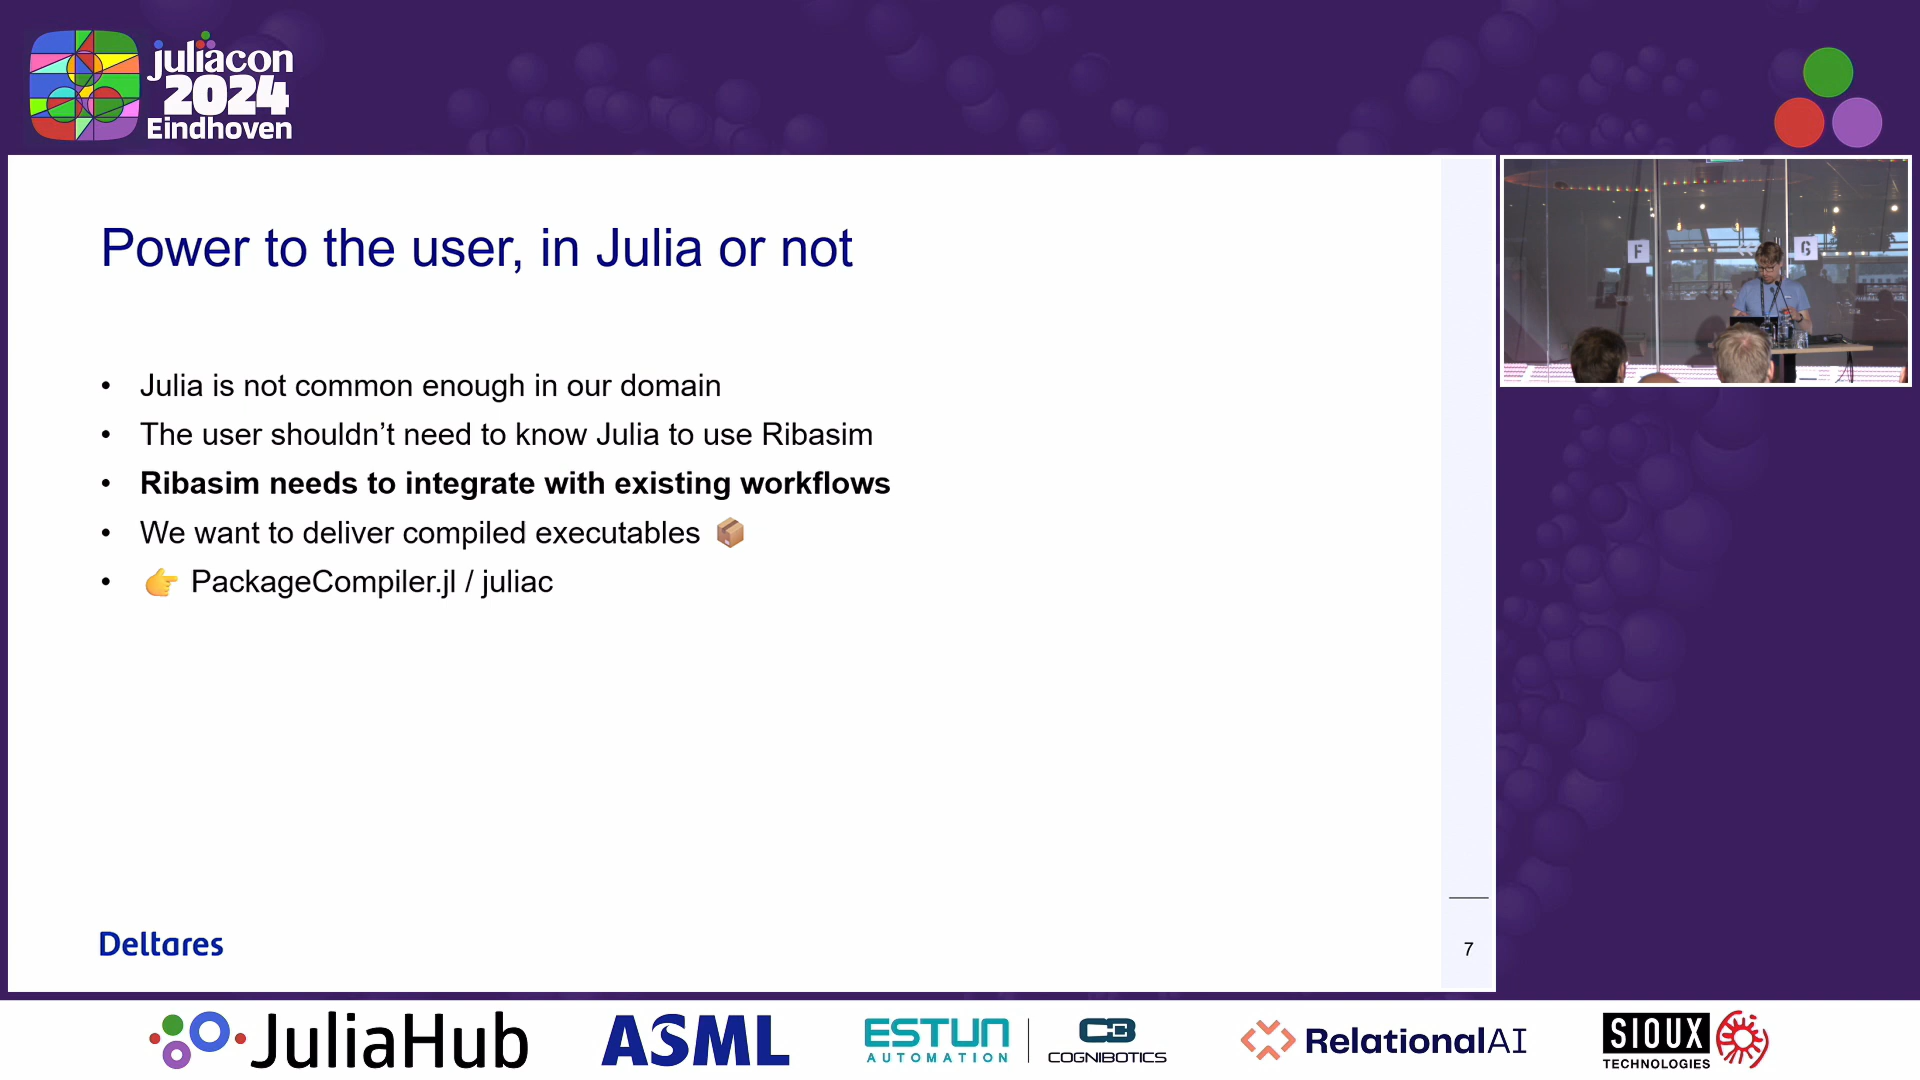 juliacon
2024
Eindhoven
Power to the user, in Julia or not
• Julia is not common enough in our domain
• The user shouldn’t need to know Julia to use Ribasim
• Ribasim needs to integrate with existing workflows
• We want to deliver compiled executables 📦
• 👉 PackageCompiler.jl / juliac
Deltares
7
F
G
JuliaHub
ASML
ESTUN
AUTOMATION
COGNIBOTICS
RelationalAI
SIOUX
TECHNOLOGIES